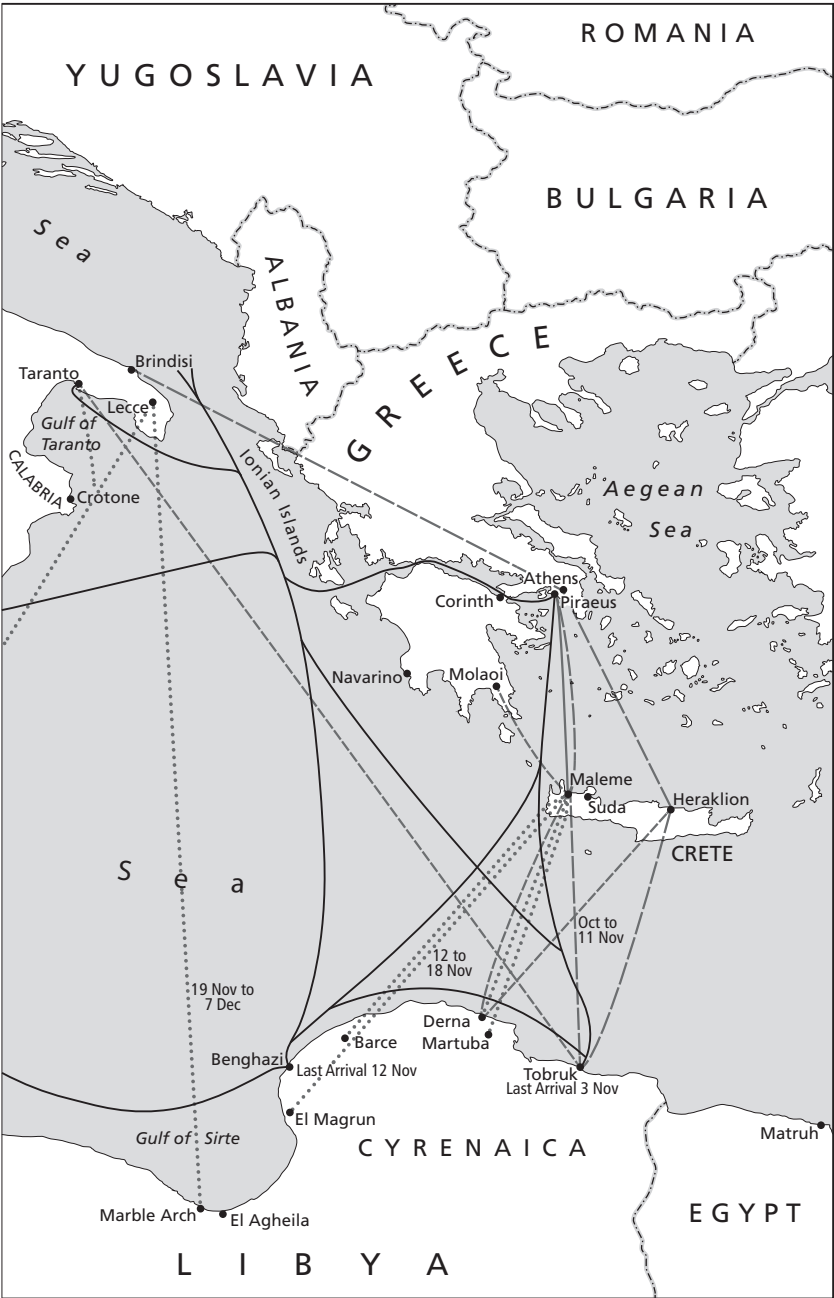 ROMANIA
YUGOSLAVIA
BULGARIA
Sea
ALBANIA
GREECE
Brindisi
Taranto
Lecce
Gulf of
Taranto
CALABRIA
Crotone
Ionian Islands
Aegean
Sea
Athens
Piraeus
Corinth
Navarino
Molaoi
Maleme
Suda
Heraklion
CRETE
Sea
Oct to
11 Nov
12 to
18 Nov
19 Nov to
7 Dec
Derna
Martuba
Barce
Benghazi
Last Arrival 12 Nov
Tobruk
Last Arrival 3 Nov
El Magrun
Gulf of Sirte
CYRENAICA
Matruh
Marble Arch
El Agheila
EGYPT
LIBYA